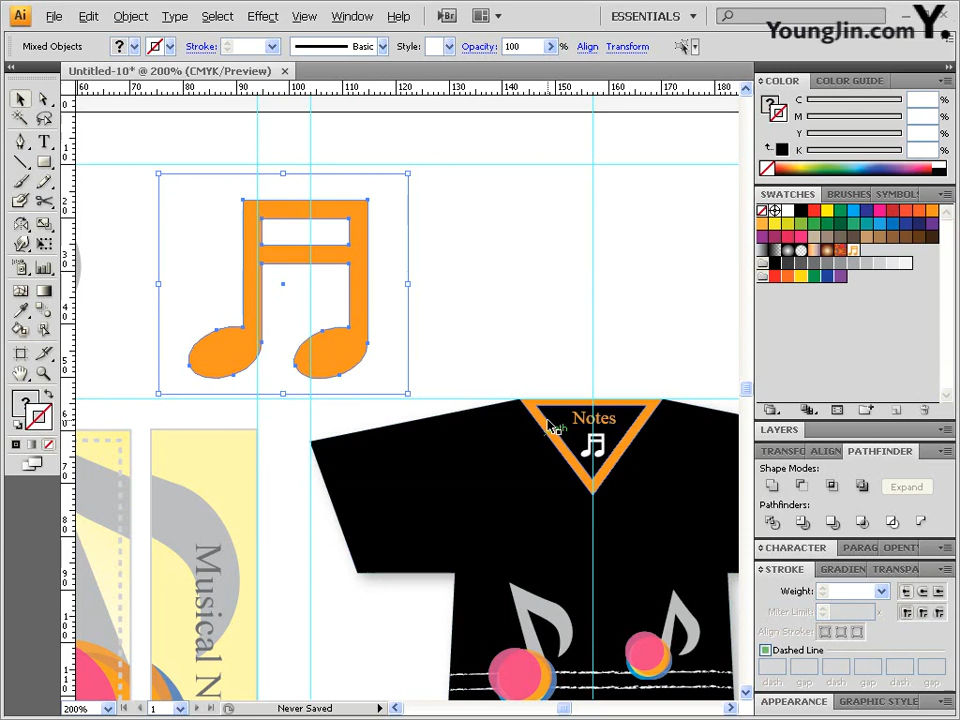 Ai File Edit Object Type Select Effect View Window Help Br ESSENTIALS
Younglin.com Y.
Mixed Objects ? Stroke: Basic Style: Opacity: 100 % Align Transform
Untitled-10* @ 200% (CMYK/Preview)
60 70 80 90 100 110 120 130 140 150 160 170 180
COLOR COLOR GUIDE
C %
M %
Y %
K %
SWATCHES BRUSHES SYMBOL
Notes
Musical N
LAYERS
TRANSFO ALIGN PATHFINDER
Shape Modes:
Expand
Pathfinders:
CHARACTER PARAG OPENT
STROKE GRADIEN TRANSPA
Weight:
Miter Limit:
Align Stroke:
Dashed Line
dash gap dash gap dash gap
APPEARANCE GRAPHIC STYLE
200% 1 Never Saved